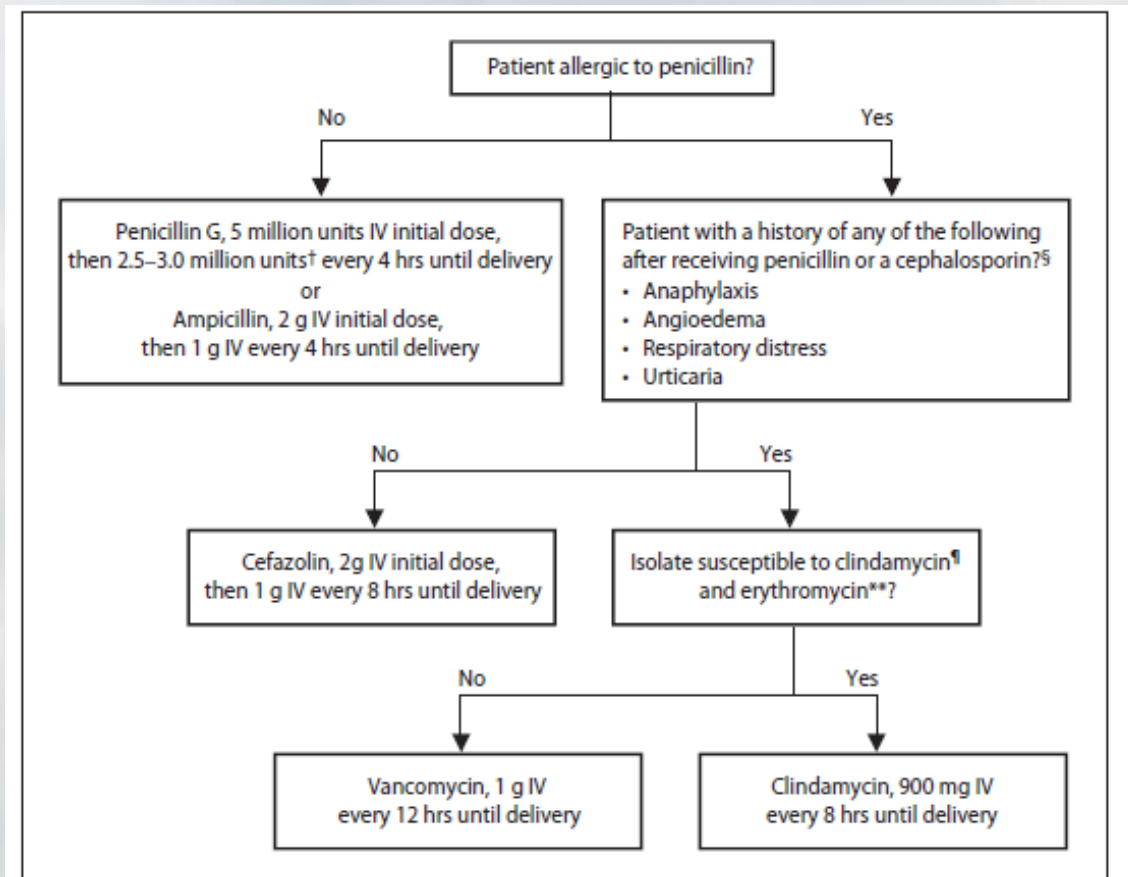 Patient allergic to penicillin?
No
Yes
Penicillin G, 5 million units IV initial dose,
then 2.5–3.0 million units† every 4 hrs until delivery
or
Ampicillin, 2 g IV initial dose,
then 1 g IV every 4 hrs until delivery
Patient with a history of any of the following
after receiving penicillin or a cephalosporin?§
• Anaphylaxis
• Angioedema
• Respiratory distress
• Urticaria
No
Yes
Cefazolin, 2g IV initial dose,
then 1 g IV every 8 hrs until delivery
Isolate susceptible to clindamycin¶
and erythromycin**?
No
Yes
Vancomycin, 1 g IV
every 12 hrs until delivery
Clindamycin, 900 mg IV
every 8 hrs until delivery